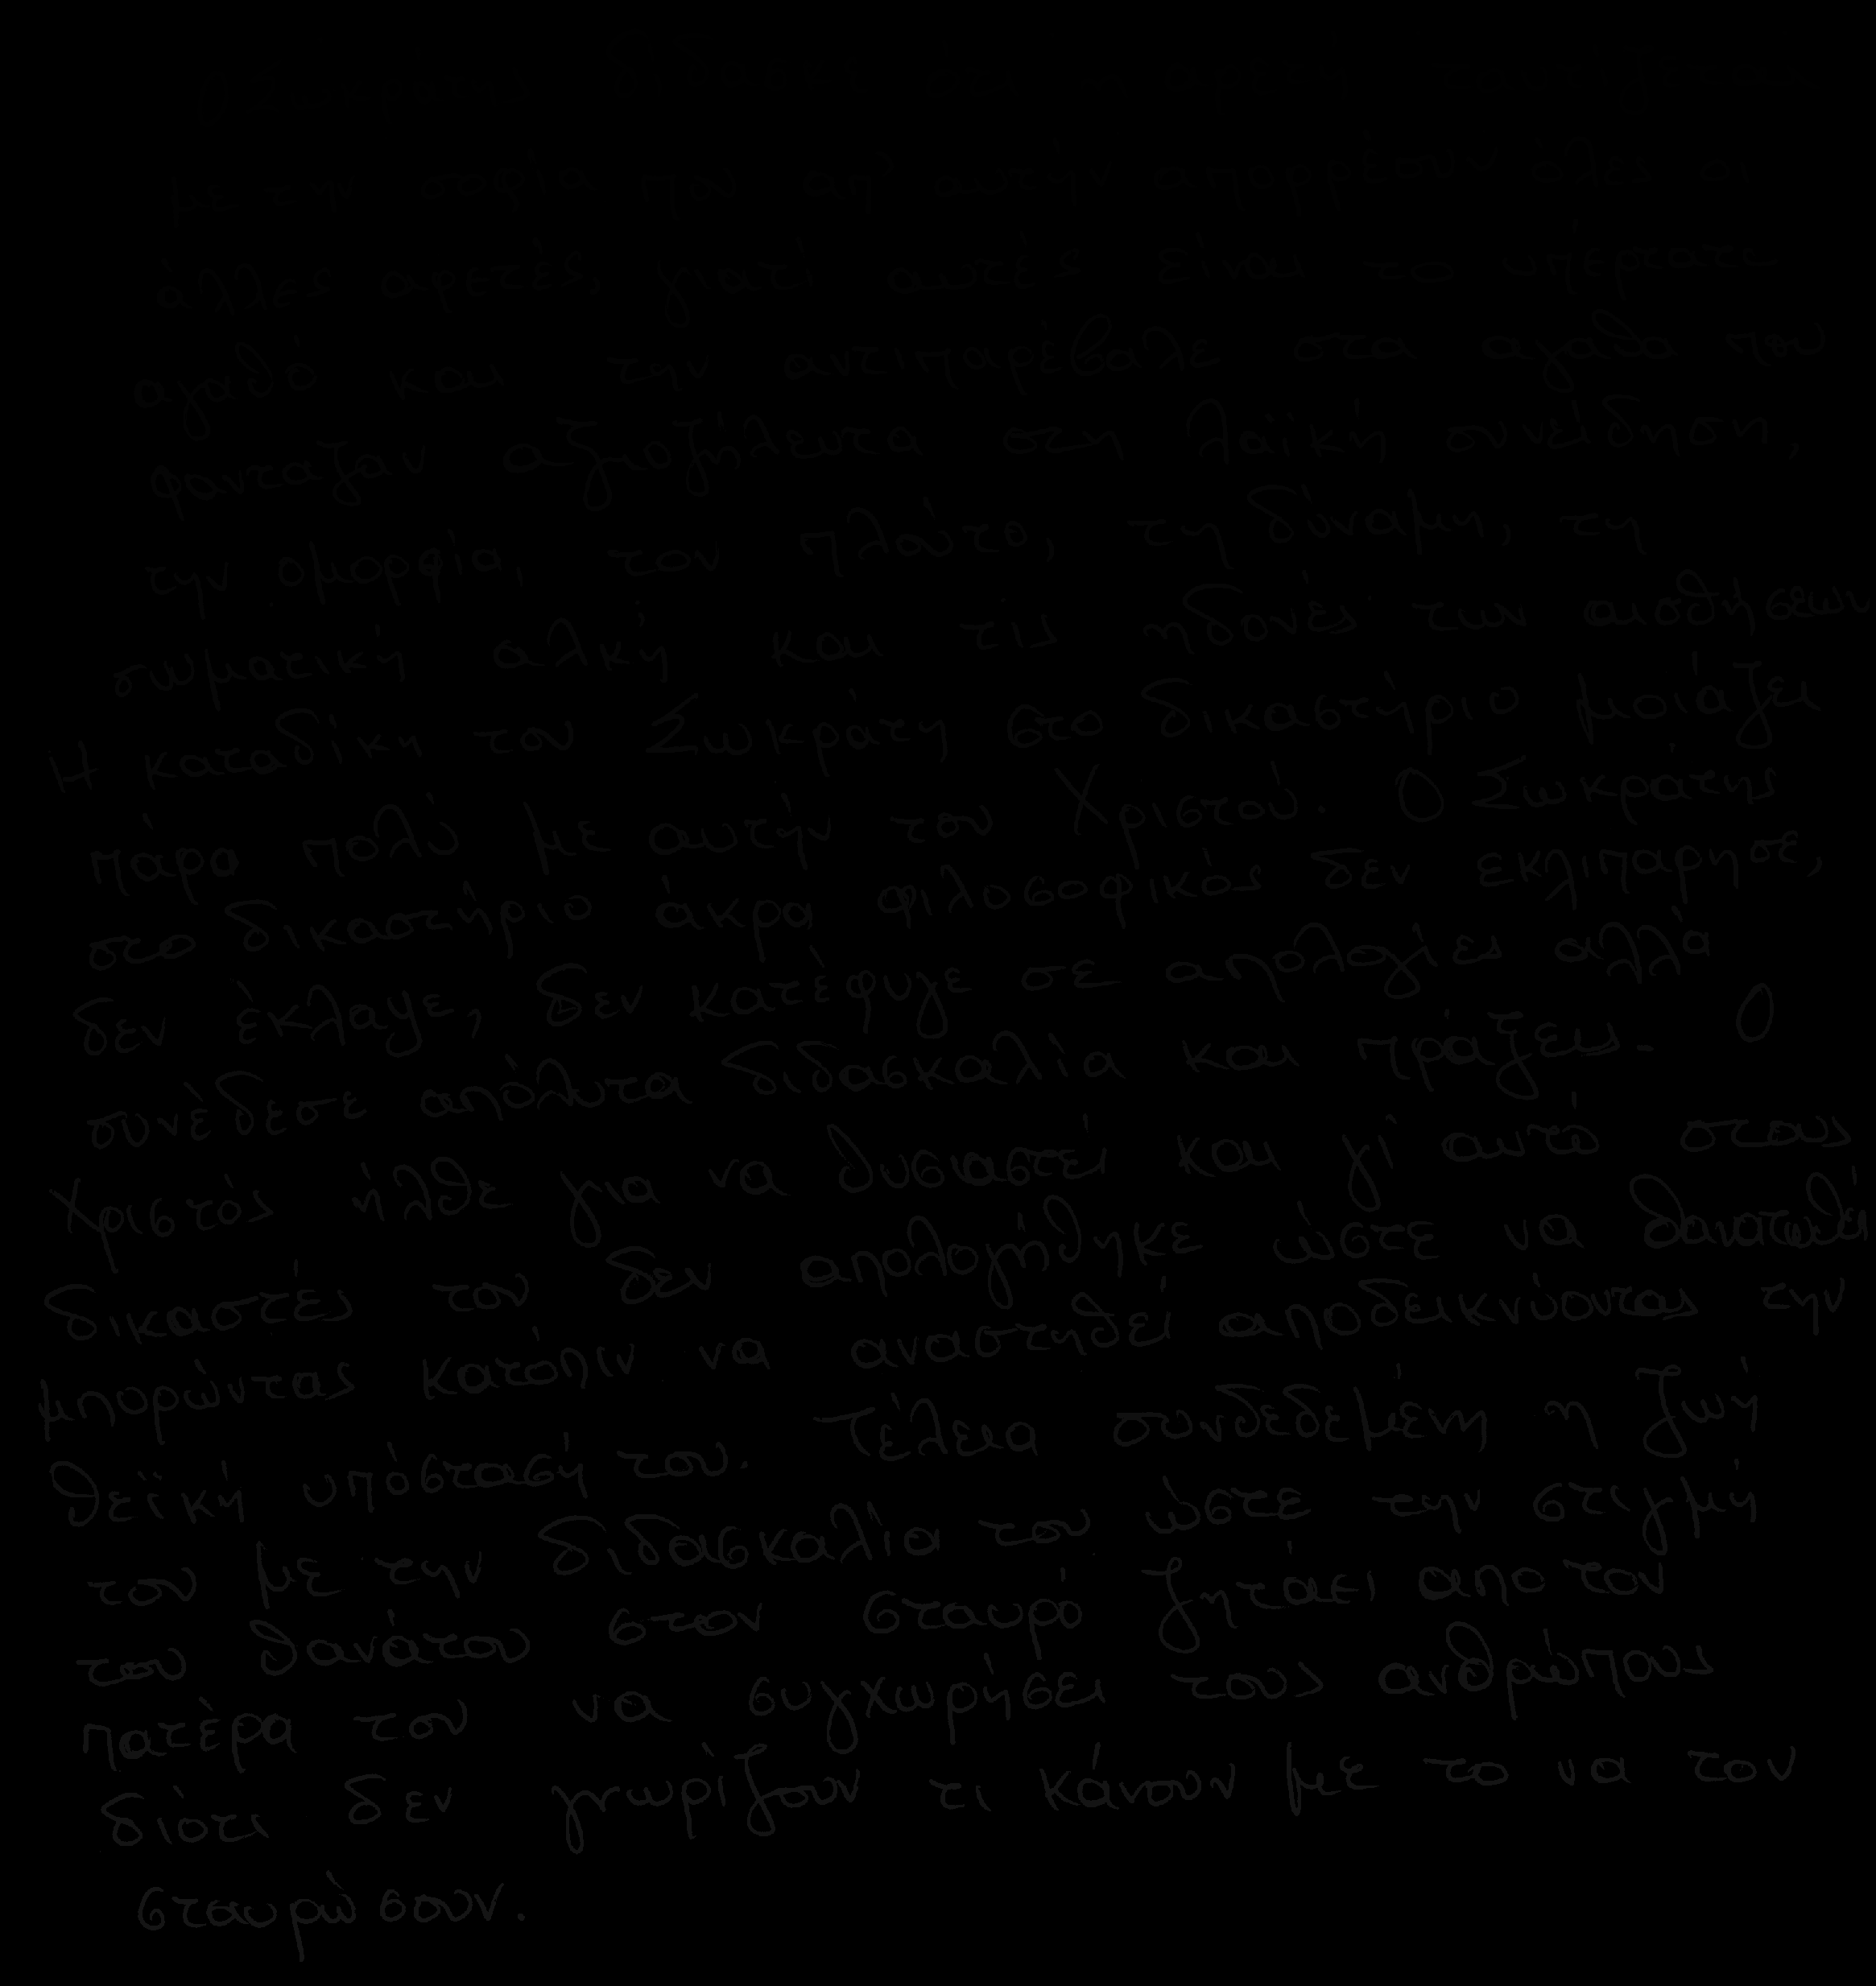 με την σοφία που απ' αυτήν απορρέουν όλες οι
άλλες αρετές, γιατί αυτές είναι το υπέρτατο
αγαθό και την αντιπαρέβαλε στα αγαθα που
φανταζαν αξιοζήλευτα στη λαϊκή συνείδηση,
την ομορφία, τον πλούτο, τη δύναμη, τη
σωματική αλκή και τις ηδονές των αισθήσεων
Η καταδίκη του Σωκράτη στο δικαστήριο μοιάζει
πάρα πολύ με αυτήν του Χριστού. Ο Σωκράτης
στο δικαστήριο άκρα φιλοσοφικός δεν εκλιπαρησε,
δεν έκλαψε, δεν κατέφυγε σε απολογίες αλλά
συνέδεσε απόλυτα διδασκαλία και πράξεις. Ο
Χριστός ήλθε για να θυσιαστεί και γι' αυτό στους
δικαστές του δεν απολογήθηκε ώστε να θανατωθεί
μπορώντας κατόπιν να αναστηθεί αποδεικνύοντας την
θεϊκή υπόστασή του. Τέλεια συνδεδεμένη η ζωή
του με την διδασκαλία του ώστε την στιγμή
του θανάτου στον σταυρό ζητάει απο τον
πατέρα του να συγχωρήσει τους ανθρώπους
διότι δεν γνωρίζουν τι κάνουν με το να τον
σταυρώσουν.